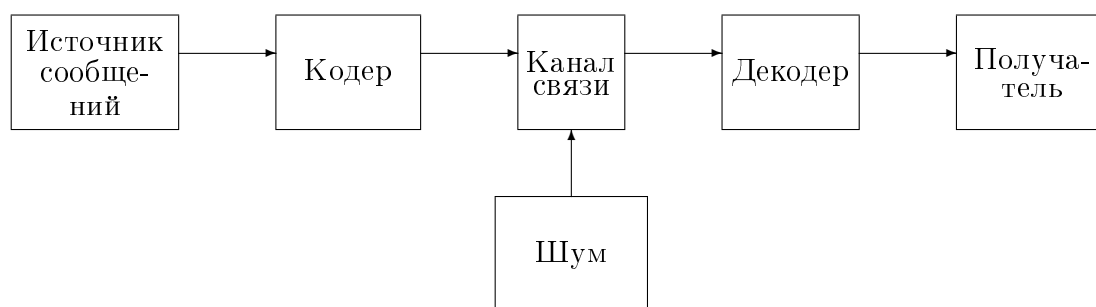 Источник
сообще-
ний
Кодер
Канал
связи
Декодер
Получа-
тель
Шум